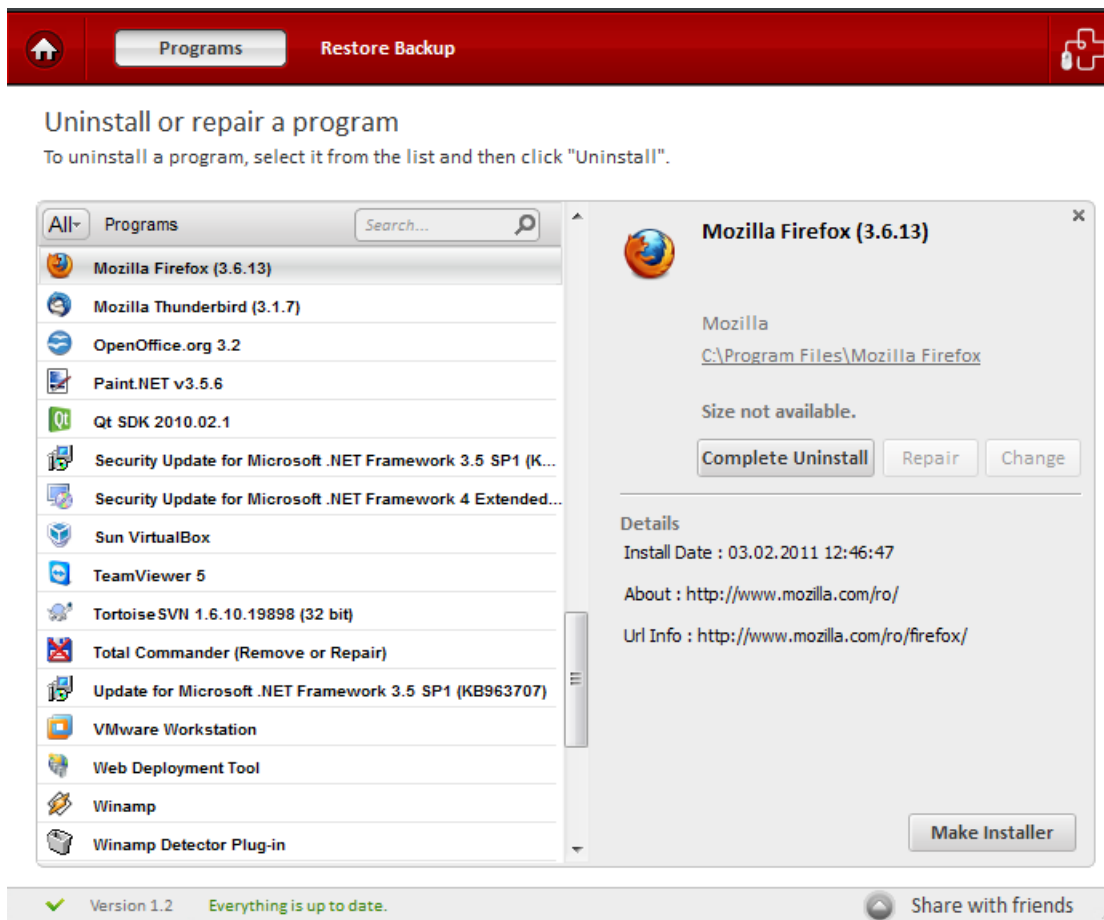 Programs Restore Backup
Uninstall or repair a program
To uninstall a program, select it from the list and then click "Uninstall".
All Programs Search...
Mozilla Firefox (3.6.13)
Mozilla Thunderbird (3.1.7)
OpenOffice.org 3.2
Paint.NET v3.5.6
Qt SDK 2010.02.1
Security Update for Microsoft .NET Framework 3.5 SP1 (K...
Security Update for Microsoft .NET Framework 4 Extended...
Sun VirtualBox
TeamViewer 5
TortoiseSVN 1.6.10.19898 (32 bit)
Total Commander (Remove or Repair)
Update for Microsoft .NET Framework 3.5 SP1 (KB963707)
VMware Workstation
Web Deployment Tool
Winamp
Winamp Detector Plug-in
Mozilla Firefox (3.6.13)
Mozilla
C:\Program Files\Mozilla Firefox
Size not available.
Complete Uninstall Repair Change
Details
Install Date : 03.02.2011 12:46:47
About : http://www.mozilla.com/ro/
Url Info : http://www.mozilla.com/ro/firefox/
Make Installer
Version 1.2 Everything is up to date. Share with friends